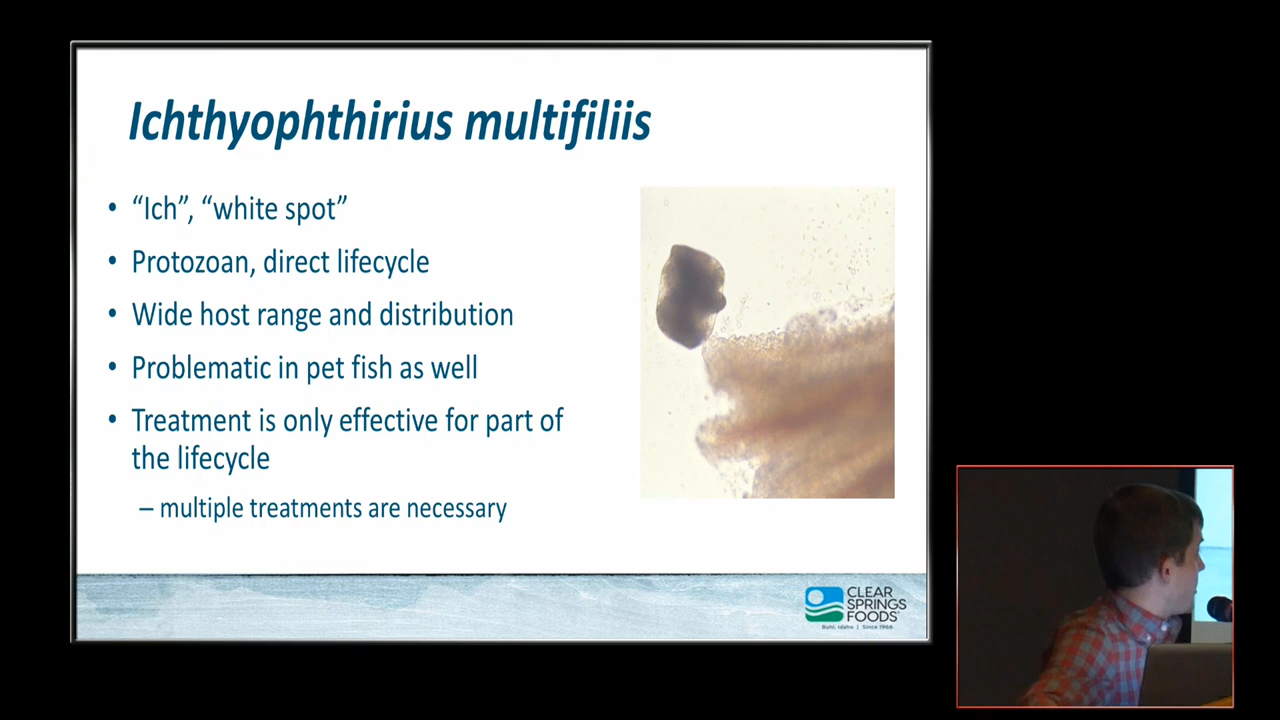 Ichthyophthirius multifiliis
• “Ich”, “white spot”
• Protozoan, direct lifecycle
• Wide host range and distribution
• Problematic in pet fish as well
• Treatment is only effective for part of
the lifecycle
– multiple treatments are necessary
CLEAR
SPRINGS
FOODS
Buhl, Idaho | Since 1966